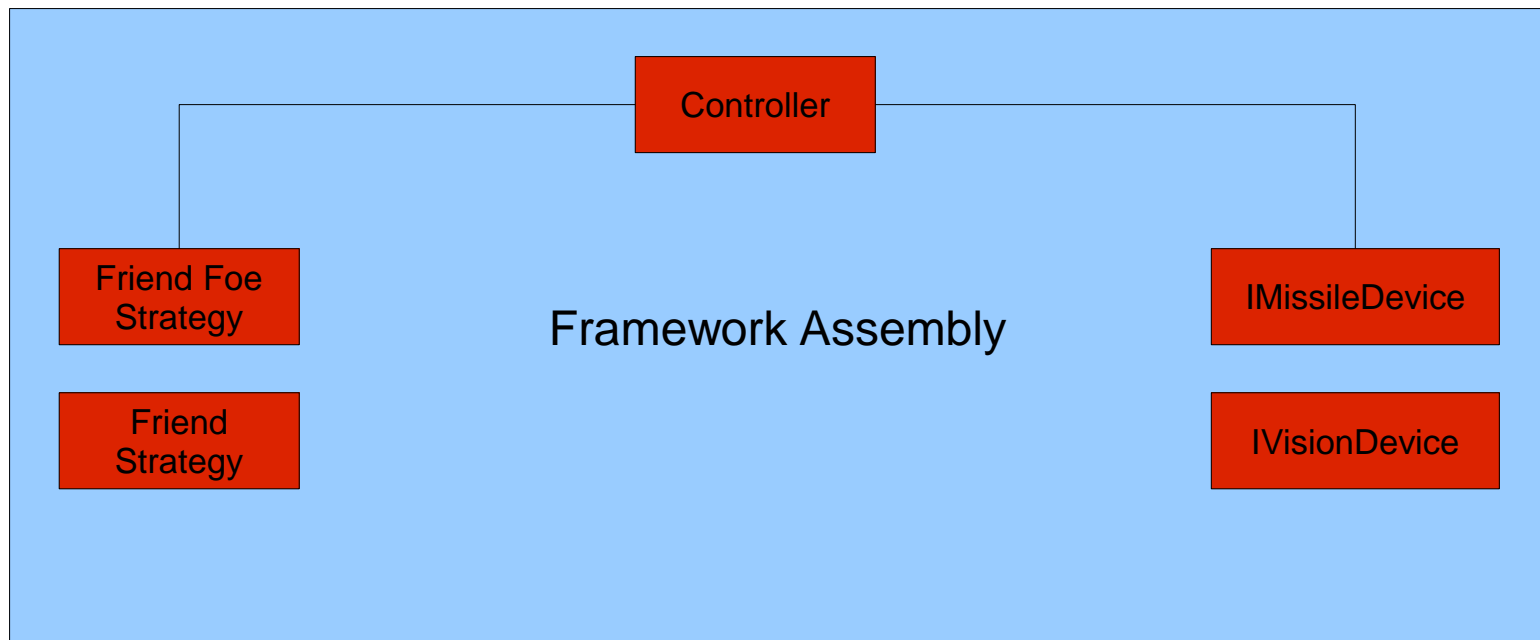 Controller
Friend Foe
Strategy
IMissileDevice
Framework Assembly
Friend
Strategy
IVisionDevice